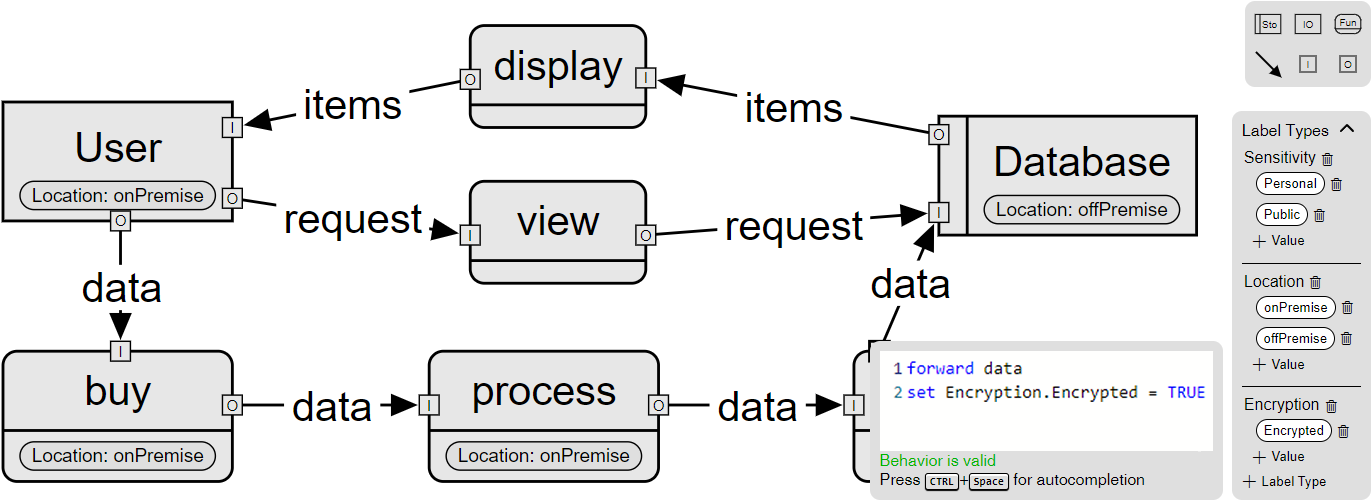 display
O
I
items
items
User
Location: onPremise
I
O
O
Database
Location: offPremise
O
I
request
view
I
O
request
data
data
I
buy
O
Location: onPremise
data
I
process
O
Location: onPremise
data
I
1 forward data
2 set Encryption.Encrypted = TRUE
Behavior is valid
Press CTRL+Space for autocompletion
Sto
IO
Fun
I
O
Label Types
Sensitivity
Personal
Public
+ Value
Location
onPremise
offPremise
+ Value
Encryption
Encrypted
+ Value
+ Label Type